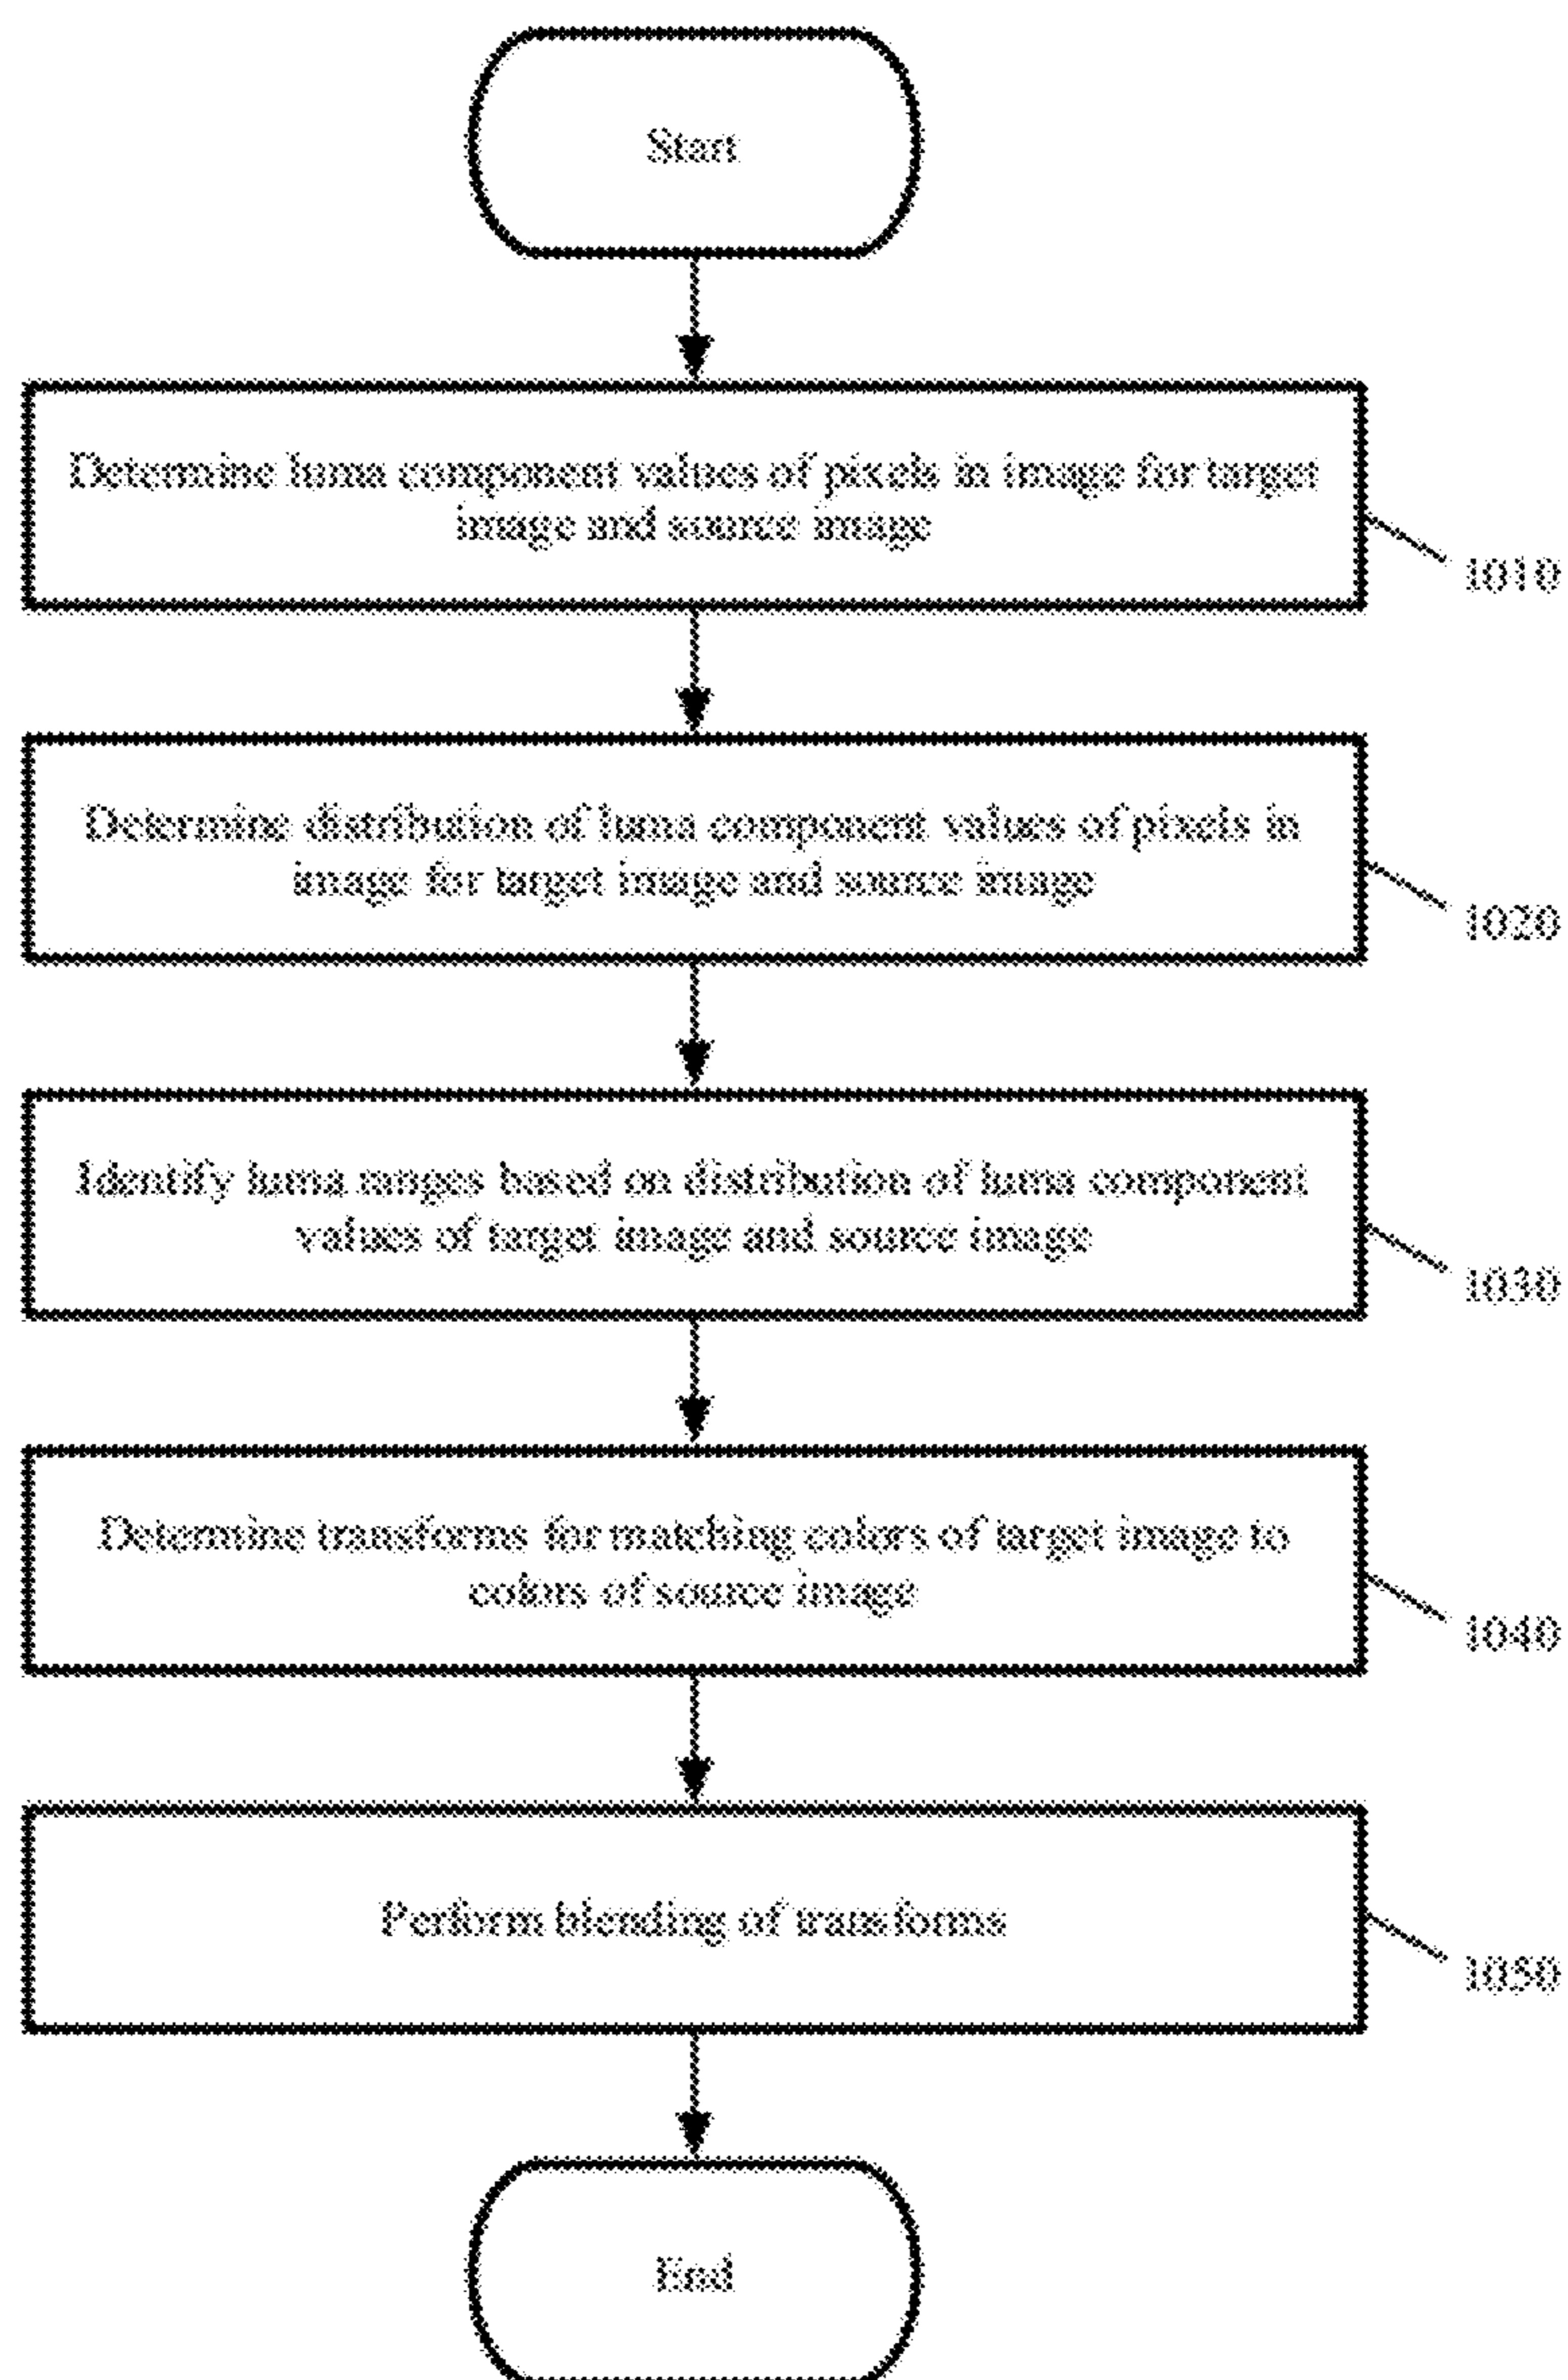 Start
Determine luma component values of pixels in image for target
image and source image
1010
Determine distribution of luma component values of pixels in
image for target image and source image
1020
Identify luma ranges based on distribution of luma component
values of target image and source image
1030
Determine transforms for matching colors of target image to
colors of source image
1040
Perform blending of transforms
1050
End